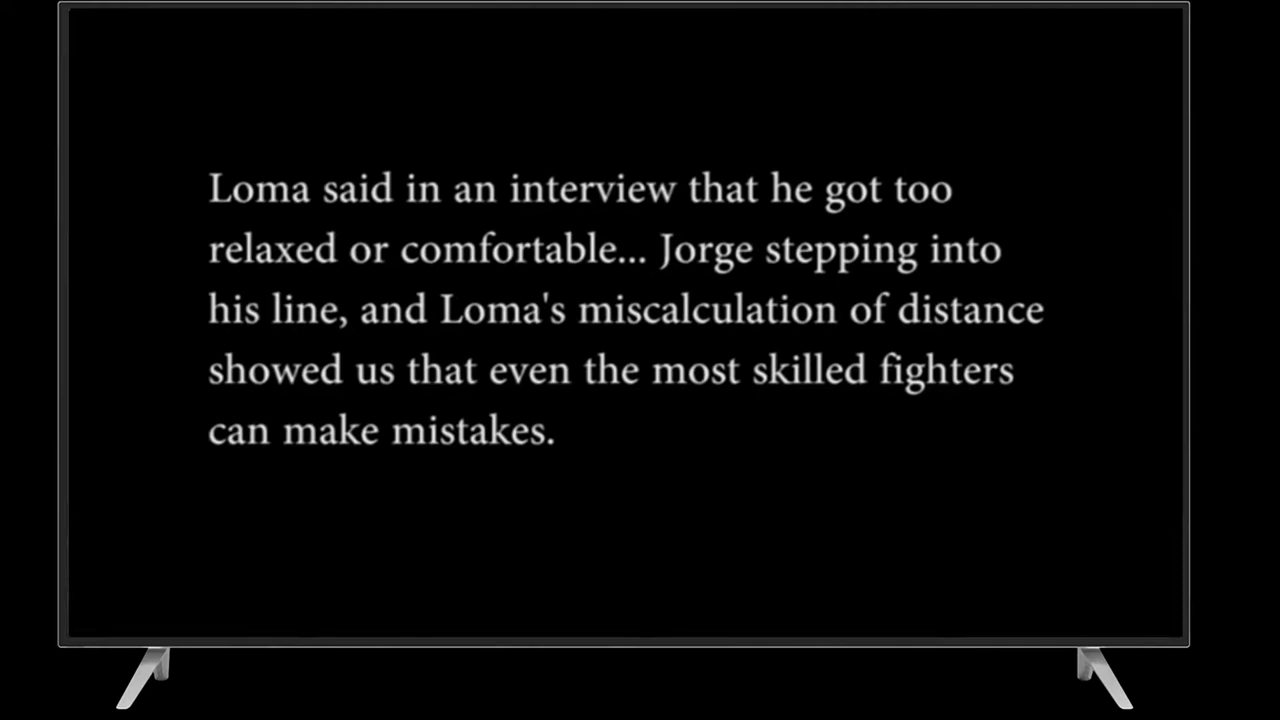 Loma said in an interview that he got too
relaxed or comfortable... Jorge stepping into
his line, and Loma's miscalculation of distance
showed us that even the most skilled fighters
can make mistakes.